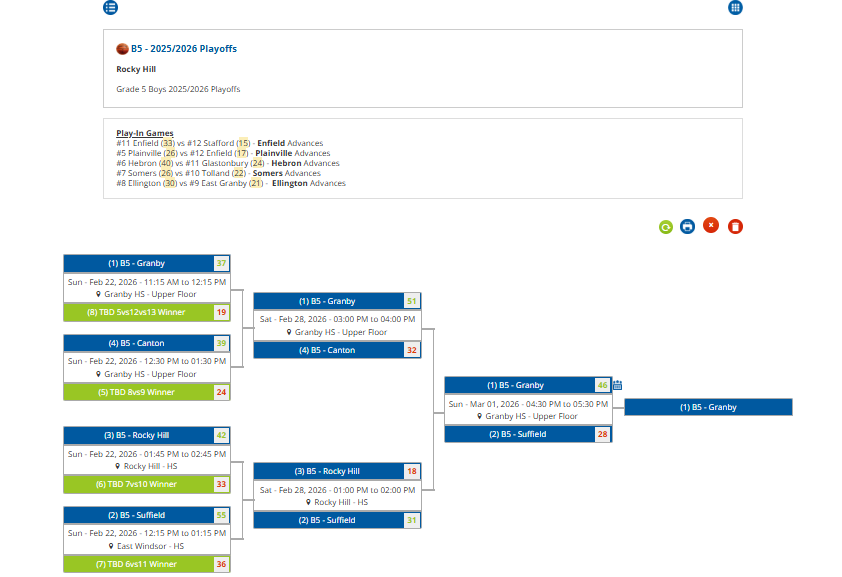 B5 - 2025/2026 Playoffs
Rocky Hill
Grade 5 Boys 2025/2026 Playoffs
Play-In Games
#11 Enfield (33) vs #12 Stafford (15) - Enfield Advances
#5 Plainville (26) vs #12 Enfield (17) - Plainville Advances
#6 Hebron (40) vs #11 Glastonbury (24) - Hebron Advances
#7 Somers (26) vs #10 Tolland (22) - Somers Advances
#8 Ellington (30) vs #9 East Granby (21) - Ellington Advances
(1) B5 - Granby 37
Sun - Feb 22, 2026 - 11:15 AM to 12:15 PM
Granby HS - Upper Floor
(8) TBD 5vs12vs13 Winner 19
(4) B5 - Canton 39
Sun - Feb 22, 2026 - 12:30 PM to 01:30 PM
Granby HS - Upper Floor
(5) TBD 8vs9 Winner 24
(3) B5 - Rocky Hill 42
Sun - Feb 22, 2026 - 01:45 PM to 02:45 PM
Rocky Hill - HS
(6) TBD 7vs10 Winner 33
(2) B5 - Suffield 55
Sun - Feb 22, 2026 - 12:15 PM to 01:15 PM
East Windsor - HS
(7) TBD 6vs11 Winner 36
(1) B5 - Granby 51
Sat - Feb 28, 2026 - 03:00 PM to 04:00 PM
Granby HS - Upper Floor
(4) B5 - Canton 32
(3) B5 - Rocky Hill 18
Sat - Feb 28, 2026 - 01:00 PM to 02:00 PM
Rocky Hill - HS
(2) B5 - Suffield 31
(1) B5 - Granby 46
Sun - Mar 01, 2026 - 04:30 PM to 05:30 PM
Granby HS - Upper Floor
(2) B5 - Suffield 28
(1) B5 - Granby